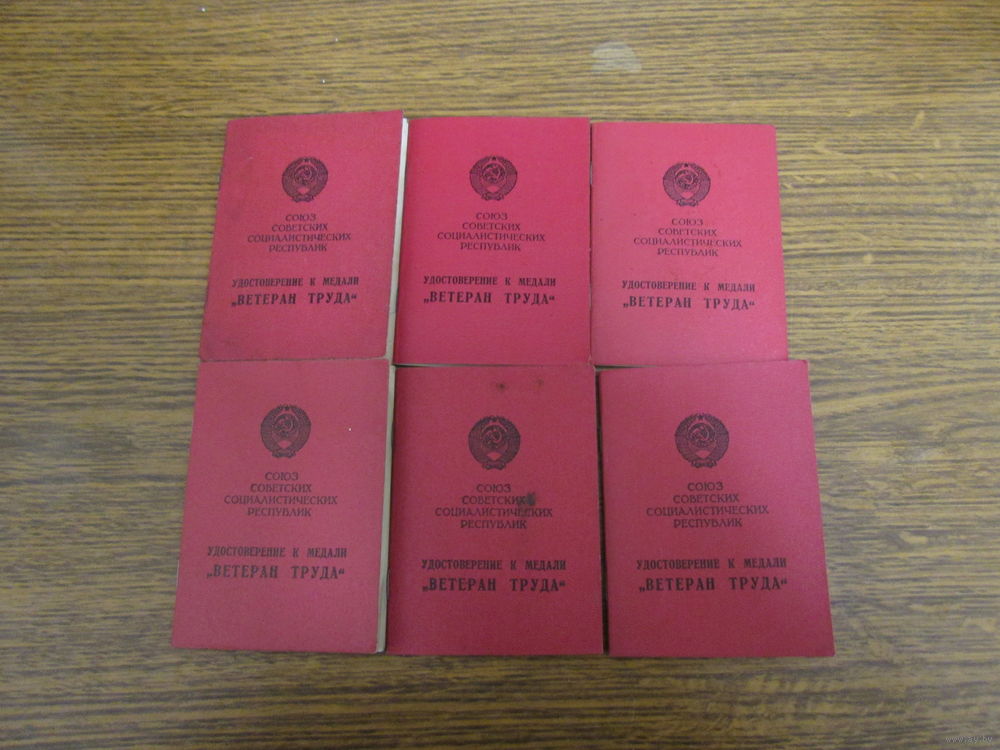 СОЮЗ
СОВЕТСКИХ
СОЦИАЛИСТИЧЕСКИХ
РЕСПУБЛИК
УДОСТОВЕРЕНИЕ К МЕДАЛИ
„ВЕТЕРАН ТРУДА“
СОЮЗ
СОВЕТСКИХ
СОЦИАЛИСТИЧЕСКИХ
РЕСПУБЛИК
УДОСТОВЕРЕНИЕ К МЕДАЛИ
„ВЕТЕРАН ТРУДА“
СОЮЗ
СОВЕТСКИХ
СОЦИАЛИСТИЧЕСКИХ
РЕСПУБЛИК
УДОСТОВЕРЕНИЕ К МЕДАЛИ
„ВЕТЕРАН ТРУДА“
СОЮЗ
СОВЕТСКИХ
СОЦИАЛИСТИЧЕСКИХ
РЕСПУБЛИК
УДОСТОВЕРЕНИЕ К МЕДАЛИ
„ВЕТЕРАН ТРУДА“
СОЮЗ
СОВЕТСКИХ
СОЦИАЛИСТИЧЕСКИХ
РЕСПУБЛИК
УДОСТОВЕРЕНИЕ К МЕДАЛИ
„ВЕТЕРАН ТРУДА“
СОЮЗ
СОВЕТСКИХ
СОЦИАЛИСТИЧЕСКИХ
РЕСПУБЛИК
УДОСТОВЕРЕНИЕ К МЕДАЛИ
„ВЕТЕРАН ТРУДА“